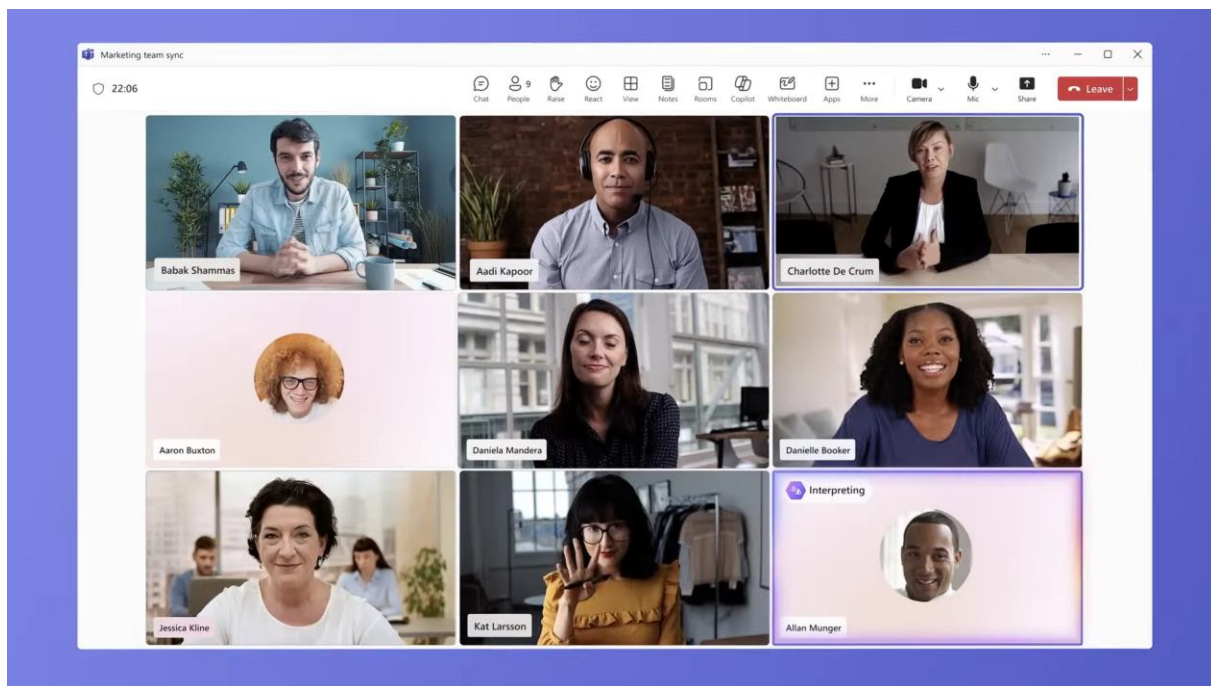 Marketing team sync
22:06
Chat
People 9
Raise
React
View
Notes
Rooms
Copilot
Whiteboard
Apps
More
Camera
Mic
Share
Leave
Babak Shammas
Aadi Kapoor
Charlotte De Crum
Aaron Buxton
Daniela Mandera
Danielle Booker
Jessica Kline
Kat Larsson
Interpreting
Allan Munger